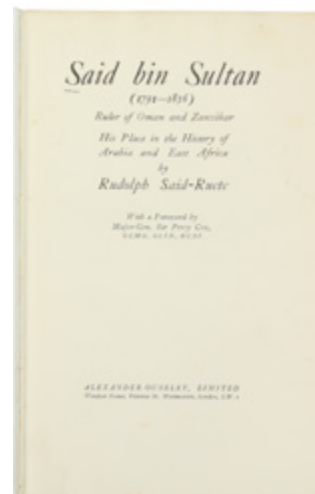 Said bin Sultan
(1791—1856)
Ruler of Oman and Zanzibar
His Place in the History of
Arabia and East Africa
by
Rudolph Said-Ruete
With a Foreword by
Major-Gen. Sir Percy Cox,
ALEXANDER-OUSELEY, LIMITED